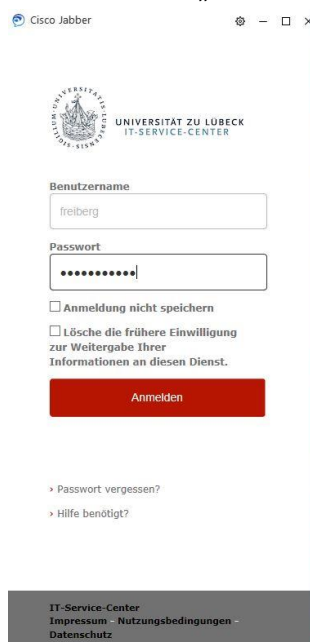 Cisco Jabber
UNIVERSITÄT ZU LÜBECK
IT-SERVICE-CENTER
Benutzername
freiberg
Passwort
●●●●●●●●●●●
Anmeldung nicht speichern
Lösche die frühere Einwilligung
zur Weitergabe Ihrer
Informationen an diesen Dienst.
Anmelden
› Passwort vergessen?
› Hilfe benötigt?
IT-Service-Center
Impressum - Nutzungsbedingungen -
Datenschutz